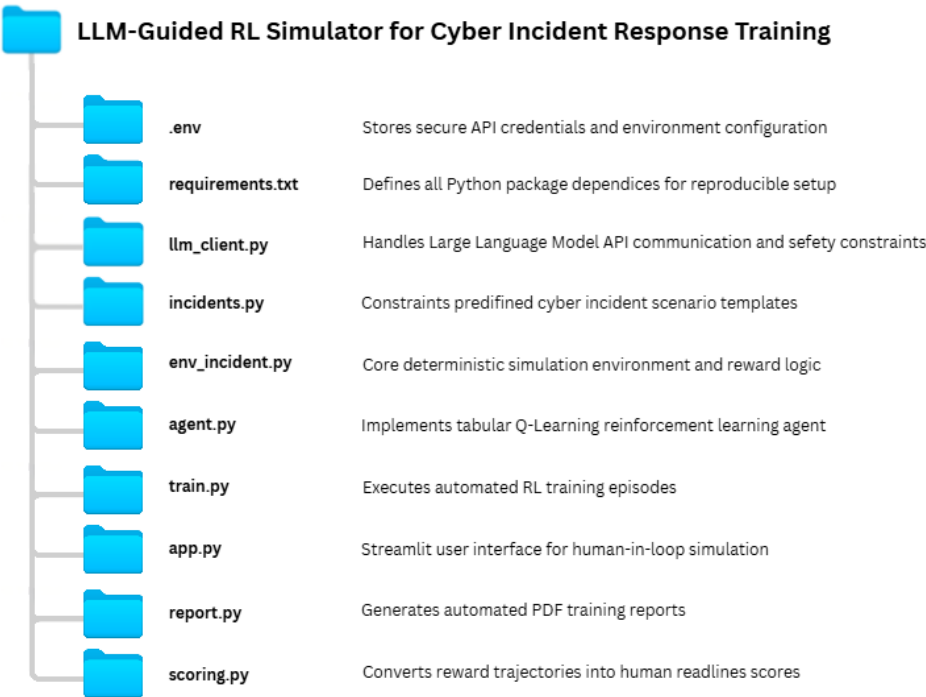 LLM-Guided RL Simulator for Cyber Incident Response Training
.env Stores secure API credentials and environment configuration
requirements.txt Defines all Python package dependices for reproducible setup
llm_client.py Handles Large Language Model API communication and sefety constraints
incidents.py Constraints predifined cyber incident scenario templates
env_incident.py Core deterministic simulation environment and reward logic
agent.py Implements tabular Q-Learning reinforcement learning agent
train.py Executes automated RL training episodes
app.py Streamlit user interface for human-in-loop simulation
report.py Generates automated PDF training reports
scoring.py Converts reward trajectories into human readlines scores